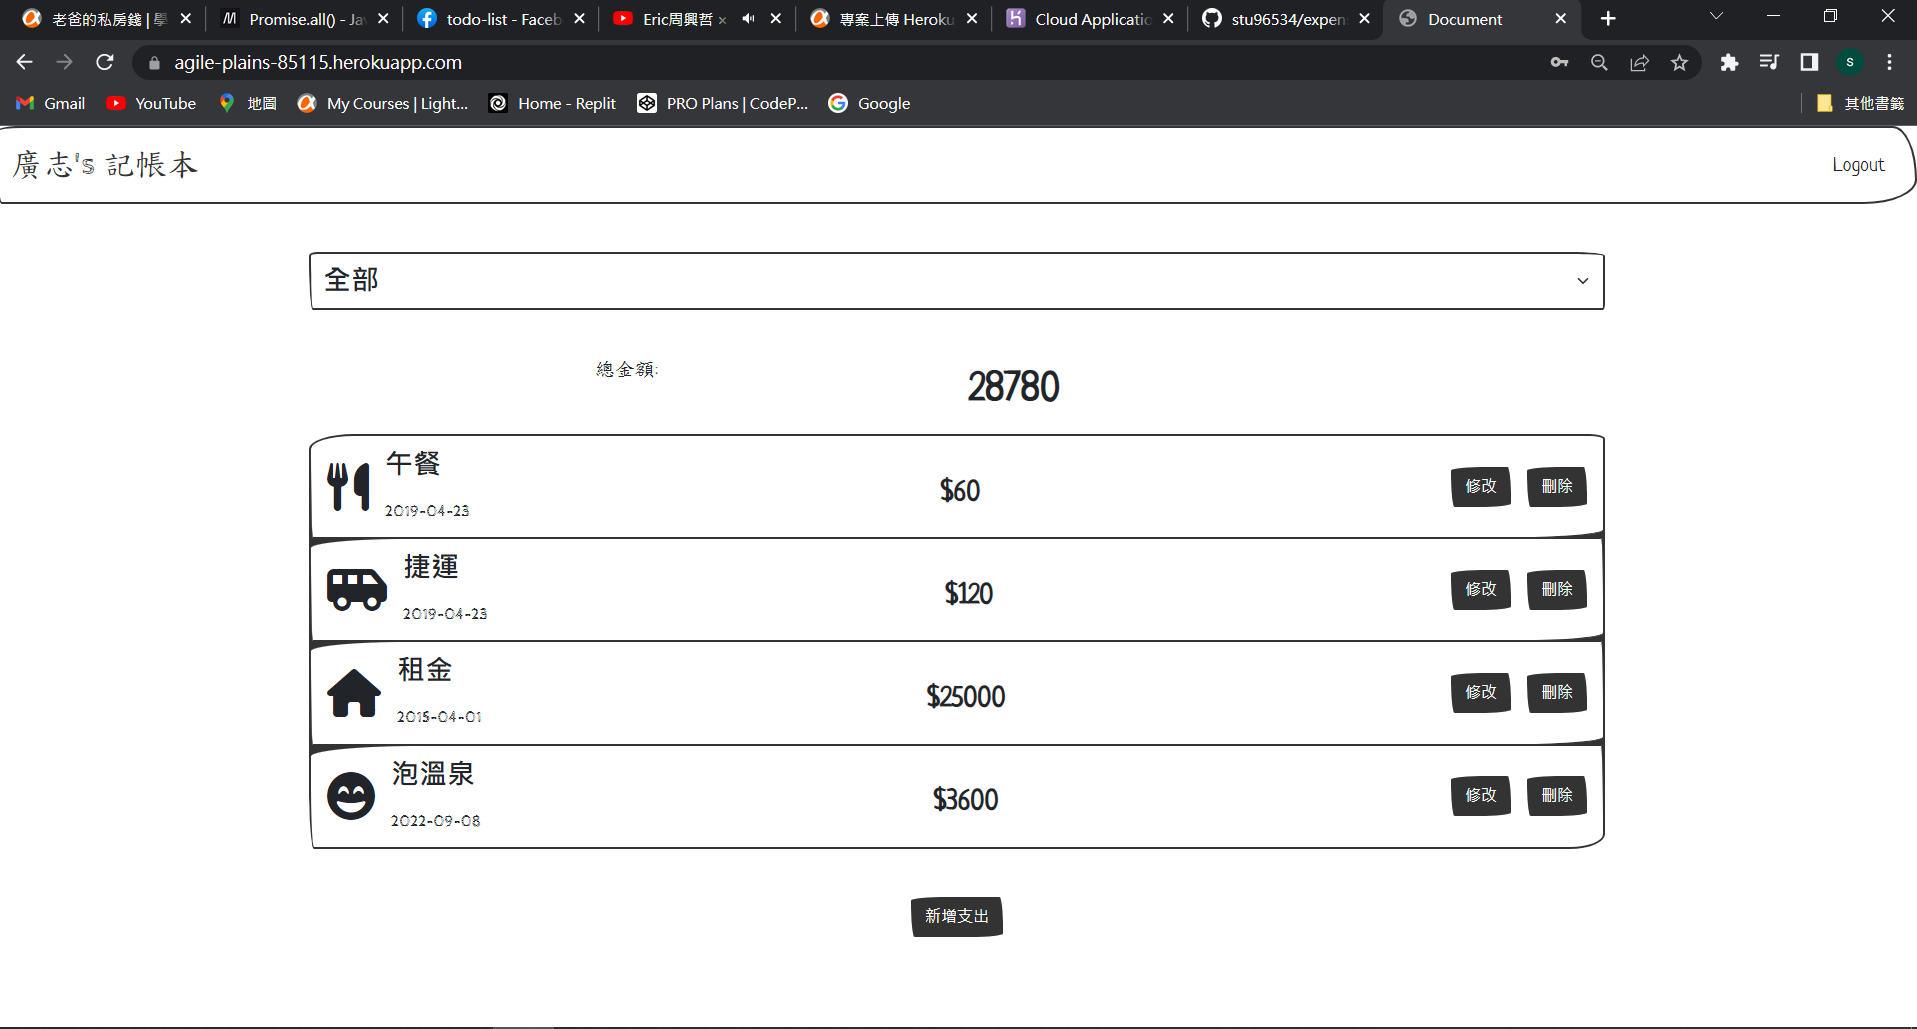 老爸的私房錢 | 學
Promise.all() - Ja
todo-list - Faceb
Eric周興哲
專案上傳 Heroku
Cloud Applicatio
stu96534/expen
Document
agile-plains-85115.herokuapp.com
S
Gmail
YouTube
地圖
My Courses | Light...
Home - Replit
PRO Plans | CodeP...
Google
其他書籤
廣志's 記帳本
Logout
全部
總金額:
28780
午餐
2019-04-23
$60
修改
刪除
捷運
2019-04-23
$120
修改
刪除
租金
2015-04-01
$25000
修改
刪除
泡溫泉
2022-09-08
$3600
修改
刪除
新增支出